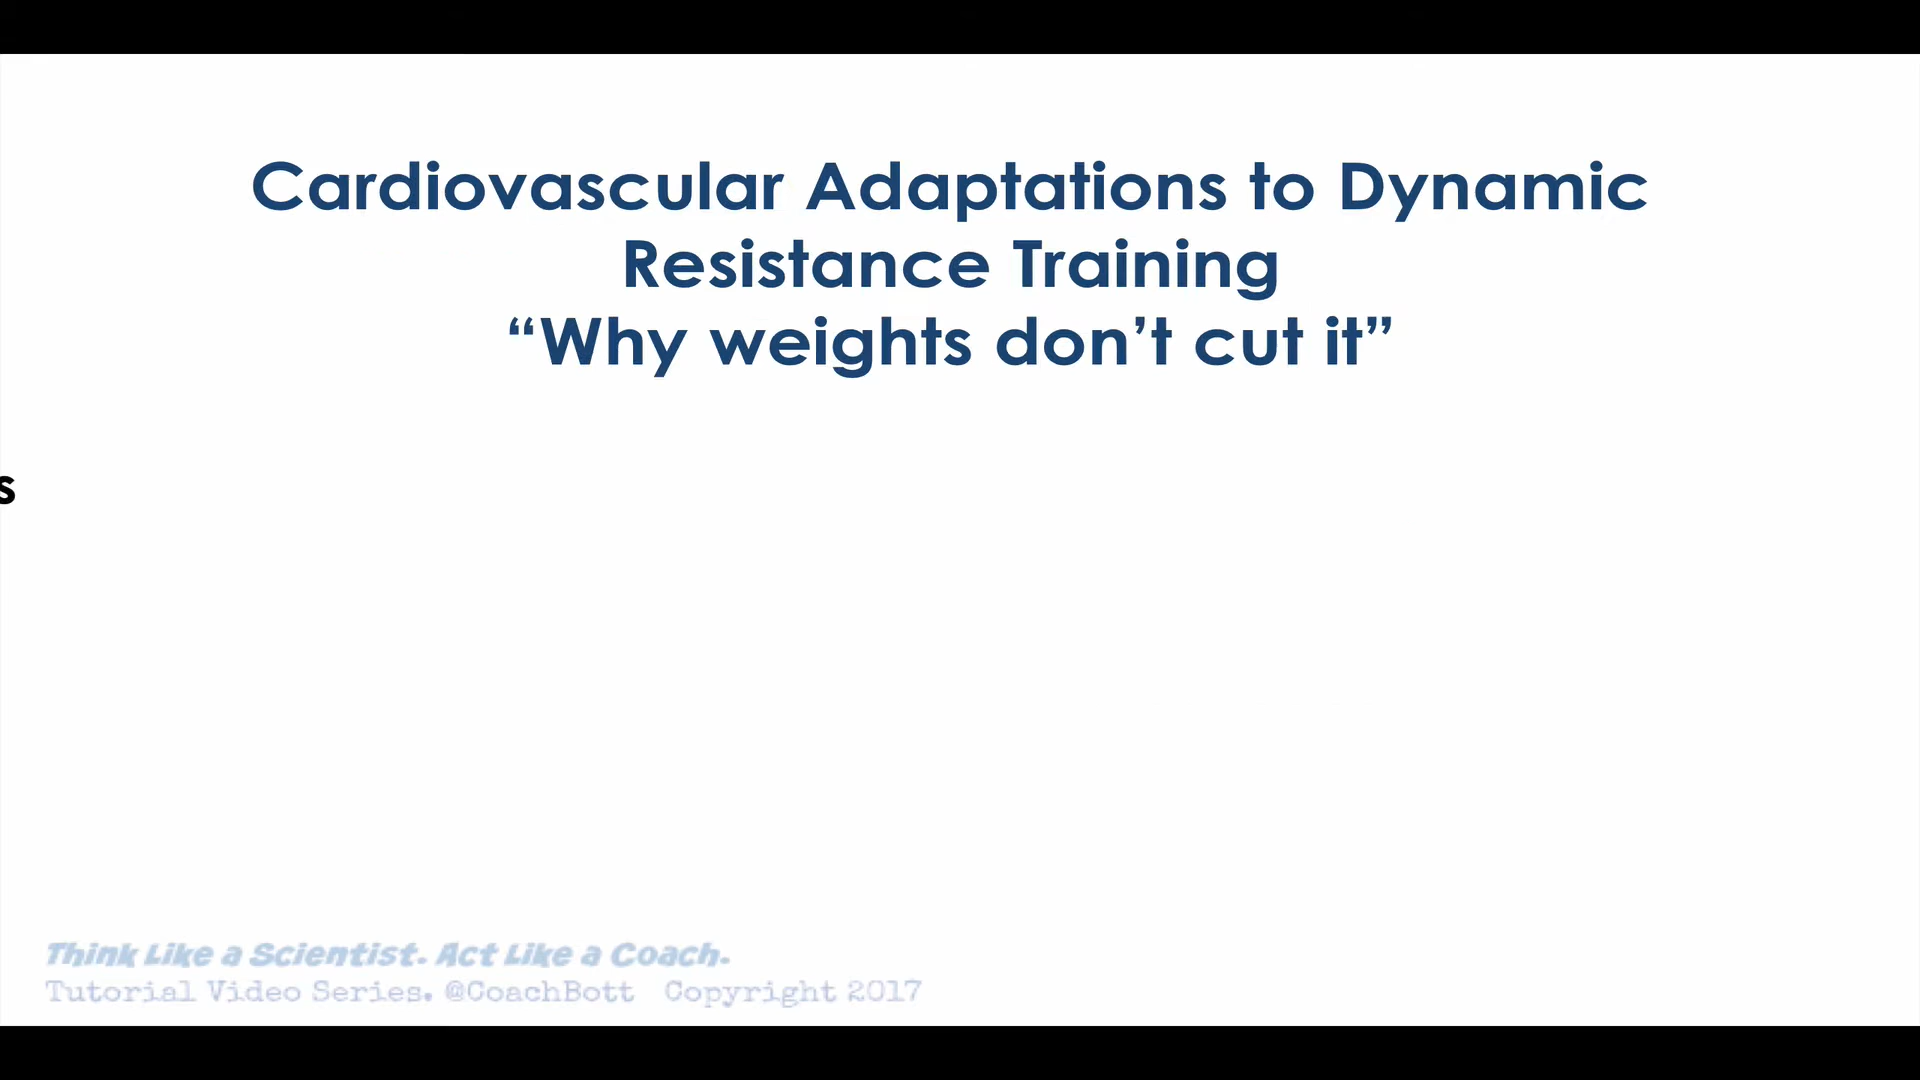 Cardiovascular Adaptations to Dynamic
Resistance Training
“Why weights don’t cut it”
s
Think Like a Scientist. Act Like a Coach.
Tutorial Video Series. @CoachBott Copyright 2017